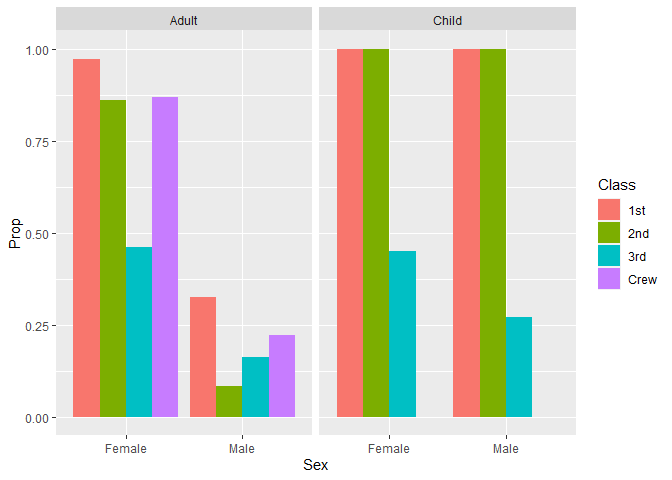 Adult
Child
1.00
0.75
0.50
0.25
0.00
Prop
Female
Male
Female
Male
Sex
Class
1st
2nd
3rd
Crew